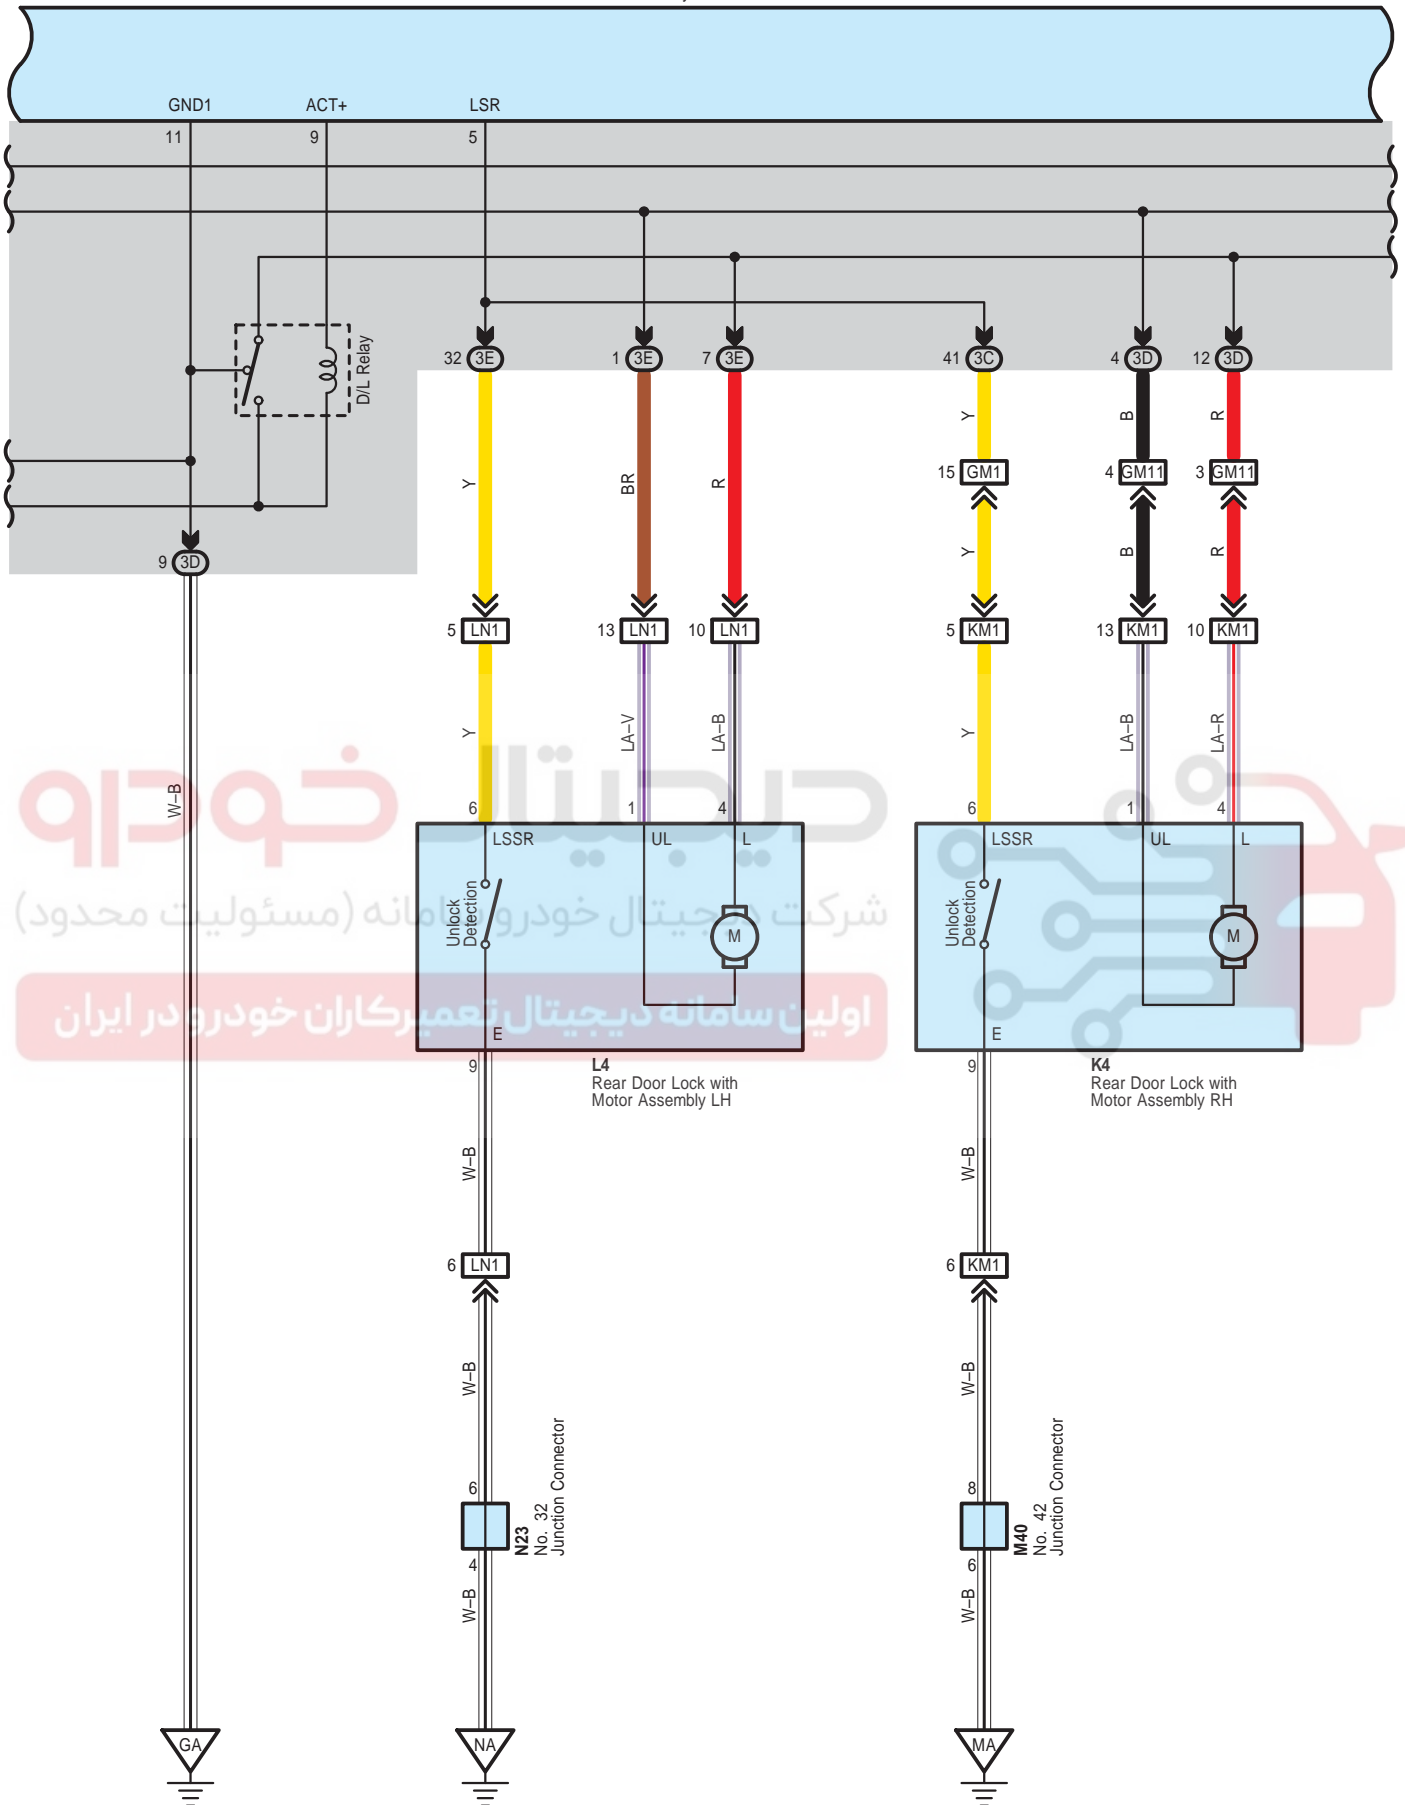 GND1 ACT+ LSR
11 9 5
D/L Relay
32 3E 1 3E 7 3E 41 3C 4 3D 12 3D
Y B R
15 GM1 4 GM11 3 GM11
Y BR R
Y B R
9 3D
5 LN1 13 LN1 10 LN1 5 KM1 13 KM1 10 KM1
Y LA–V LA–B Y LA–B LA–R
دیجیتال خودرو
W–B
6 1 4 6 1 4
LSSR UL L LSSR UL L
شرکت دیجیتال خودرو سامانه (مسئولیت محدود)
Unlock
Detection
M
Unlock
Detection
M
اولین سامانه دیجیتال تعمیرکاران خودرو در ایران
E E
9 9
L4
Rear Door Lock with
Motor Assembly LH
K4
Rear Door Lock with
Motor Assembly RH
W–B W–B
6 LN1 6 KM1
W–B W–B
6 8
N23
No. 32
Junction Connector
M40
No. 42
Junction Connector
4 6
W–B W–B
GA NA MA